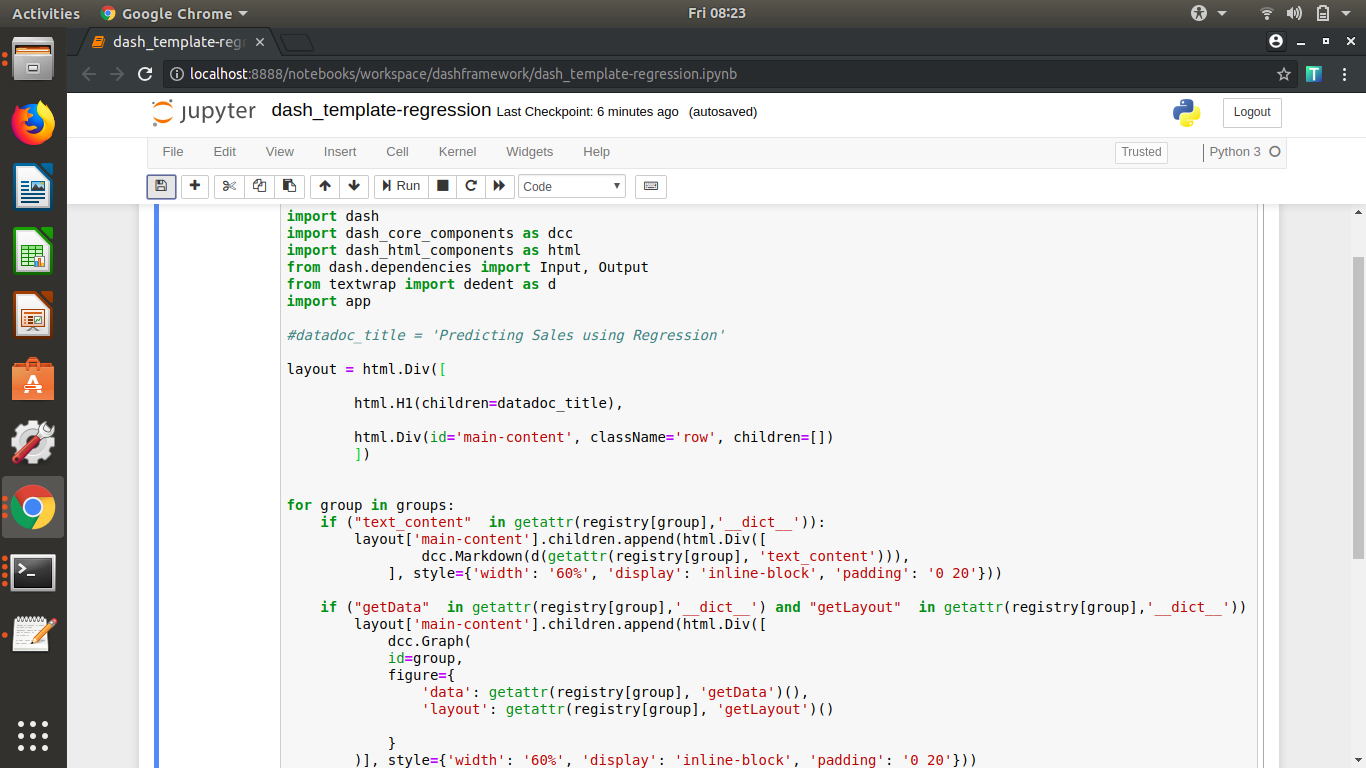 Activities
Google Chrome
Fri 08:23
dash_template-reg
localhost:8888/notebooks/workspace/dashframework/dash_template-regression.ipynb
T
jupyter dash_template-regression Last Checkpoint: 6 minutes ago (autosaved)
Logout
File Edit View Insert Cell Kernel Widgets Help
Trusted
Python 3
Run
Code
import dash
import dash_core_components as dcc
import dash_html_components as html
from dash.dependencies import Input, Output
from textwrap import dedent as d
import app
#datadoc_title = 'Predicting Sales using Regression'
layout = html.Div([
        html.H1(children=datadoc_title),
        html.Div(id='main-content', className='row', children=[])
        ])
for group in groups:
    if ("text_content"  in getattr(registry[group],'__dict__')):
        layout['main-content'].children.append(html.Div([
                dcc.Markdown(d(getattr(registry[group], 'text_content'))),
            ], style={'width': '60%', 'display': 'inline-block', 'padding': '0 20'}))
    if ("getData"  in getattr(registry[group],'__dict__') and "getLayout"  in getattr(registry[group],'__dict__'))
        layout['main-content'].children.append(html.Div([
            dcc.Graph(
            id=group,
            figure={
                'data': getattr(registry[group], 'getData')(),
                'layout': getattr(registry[group], 'getLayout')()
            }
        )], style={'width': '60%', 'display': 'inline-block', 'padding': '0 20'}))